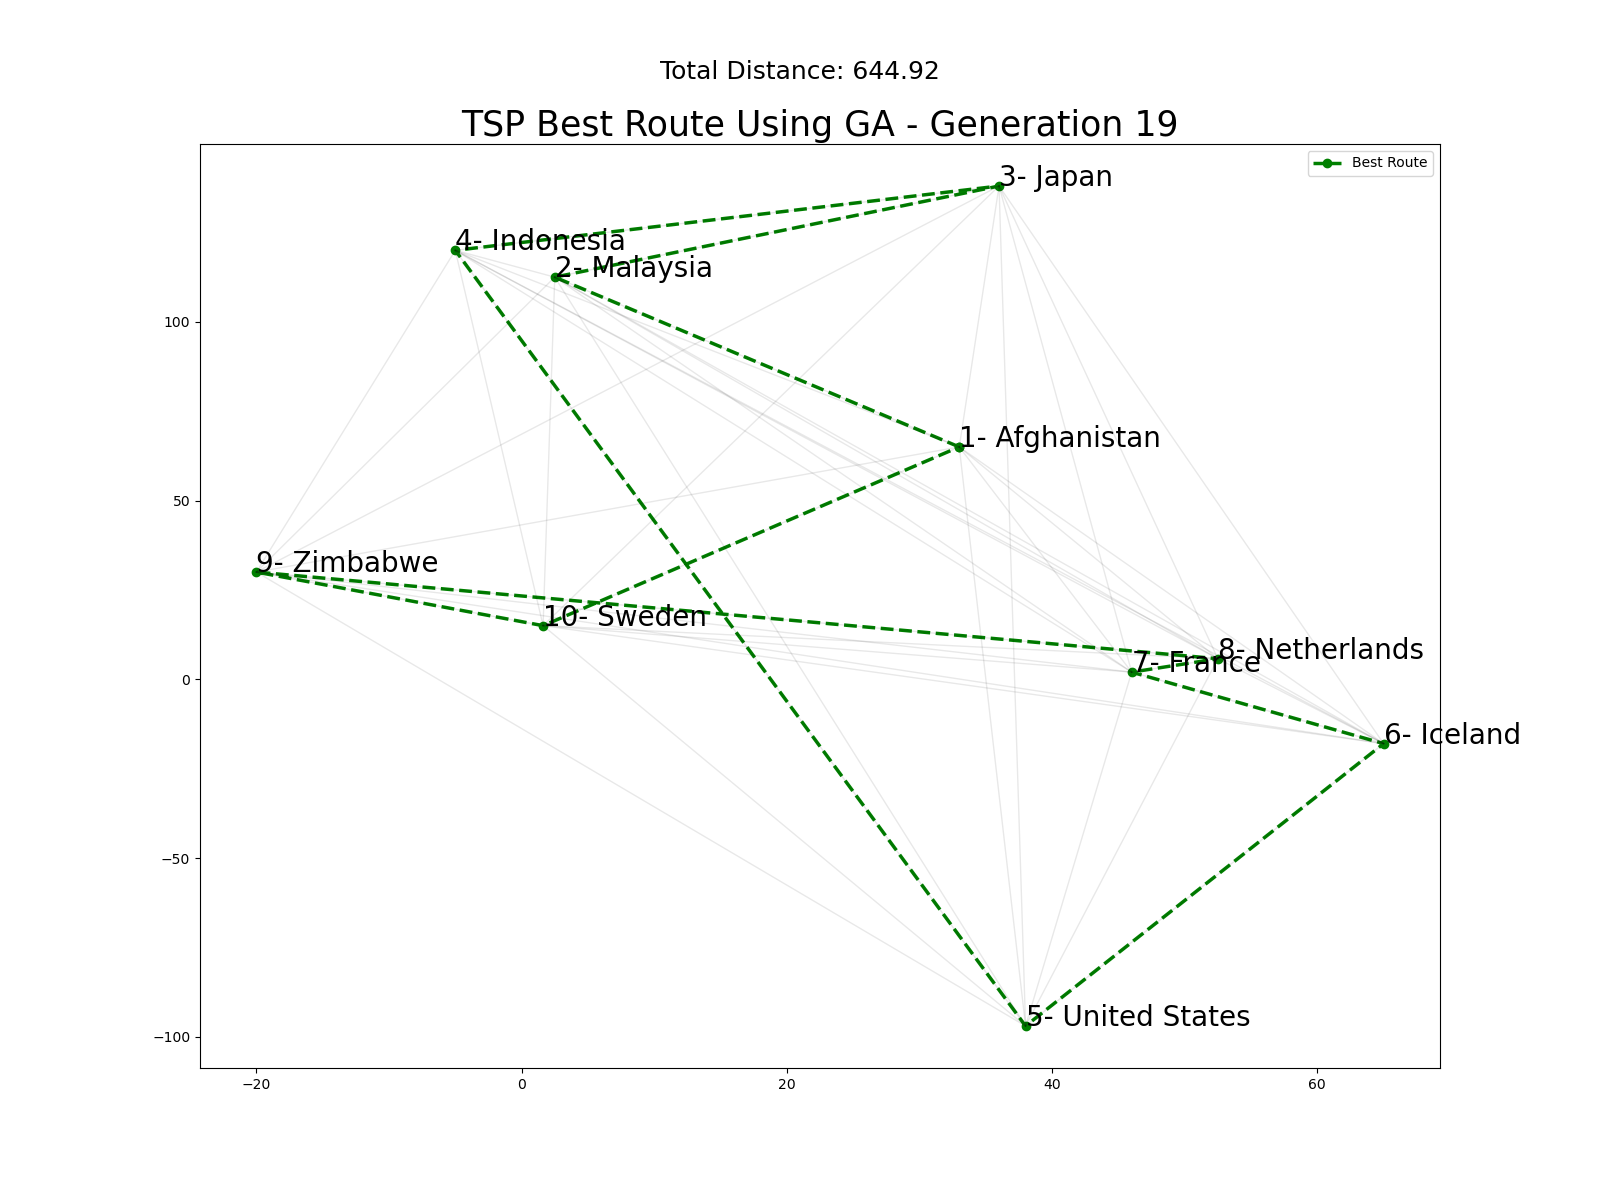 Total Distance: 644.92
TSP Best Route Using GA - Generation 19
Best Route
3- Japan
4- Indonesia
2- Malaysia
100
1- Afghanistan
50
9- Zimbabwe
10- Sweden
8- Netherlands
7- France
0
6- Iceland
−50
5- United States
−100
−20 0 20 40 60